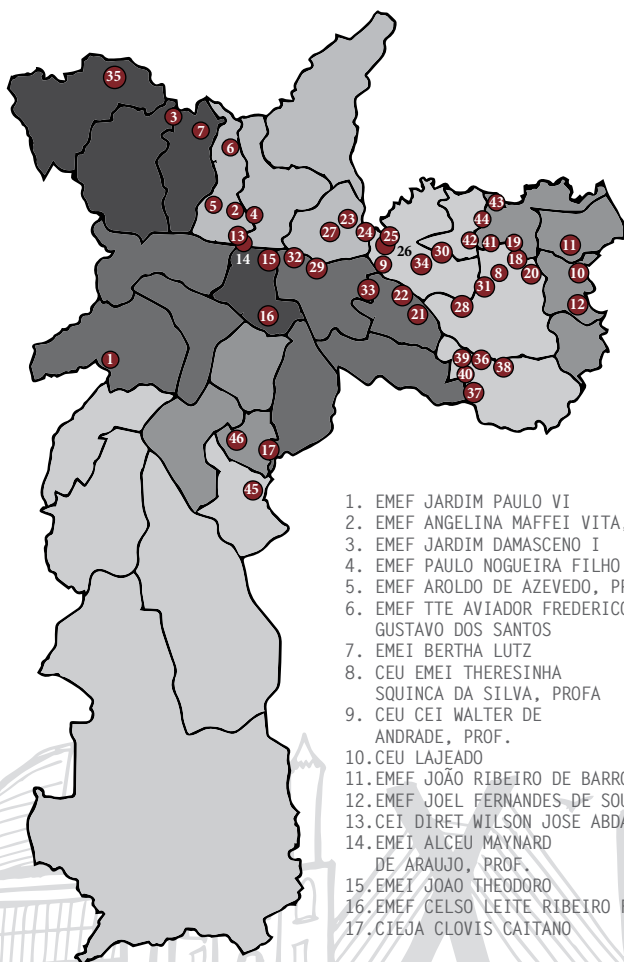 35
3
7
6
5
2
4
13
14
15
32
29
27
23
24
25
26
9
34
30
42
44
43
41
19
18
8
20
31
11
10
12
33
22
21
28
16
1
39
36
38
40
37
46
17
45
1. EMEF JARDIM PAULO VI
2. EMEF ANGELINA MAFFEI VITA,
3. EMEF JARDIM DAMASCENO I
4. EMEF PAULO NOGUEIRA FILHO
5. EMEF AROLDO DE AZEVEDO,
6. EMEF TTE AVIADOR FREDERICO
GUSTAVO DOS SANTOS
7. EMEI BERTHA LUTZ
8. CEU EMEI THERESINHA
SQUINCA DA SILVA, PROFA
9. CEU CEI WALTER DE
ANDRADE, PROF.
10.CEU LAJEADO
11.EMEF JOÃO RIBEIRO DE
12.EMEF JOEL FERNANDES DE
13.CEI DIRET WILSON JOSE
14.EMEI ALCEU MAYNARD
DE ARAUJO, PROF.
15.EMEI JOAO THEODORO
16.EMEF CELSO LEITE RIBEIRO
17.CIEJA CLOVIS CAITANO